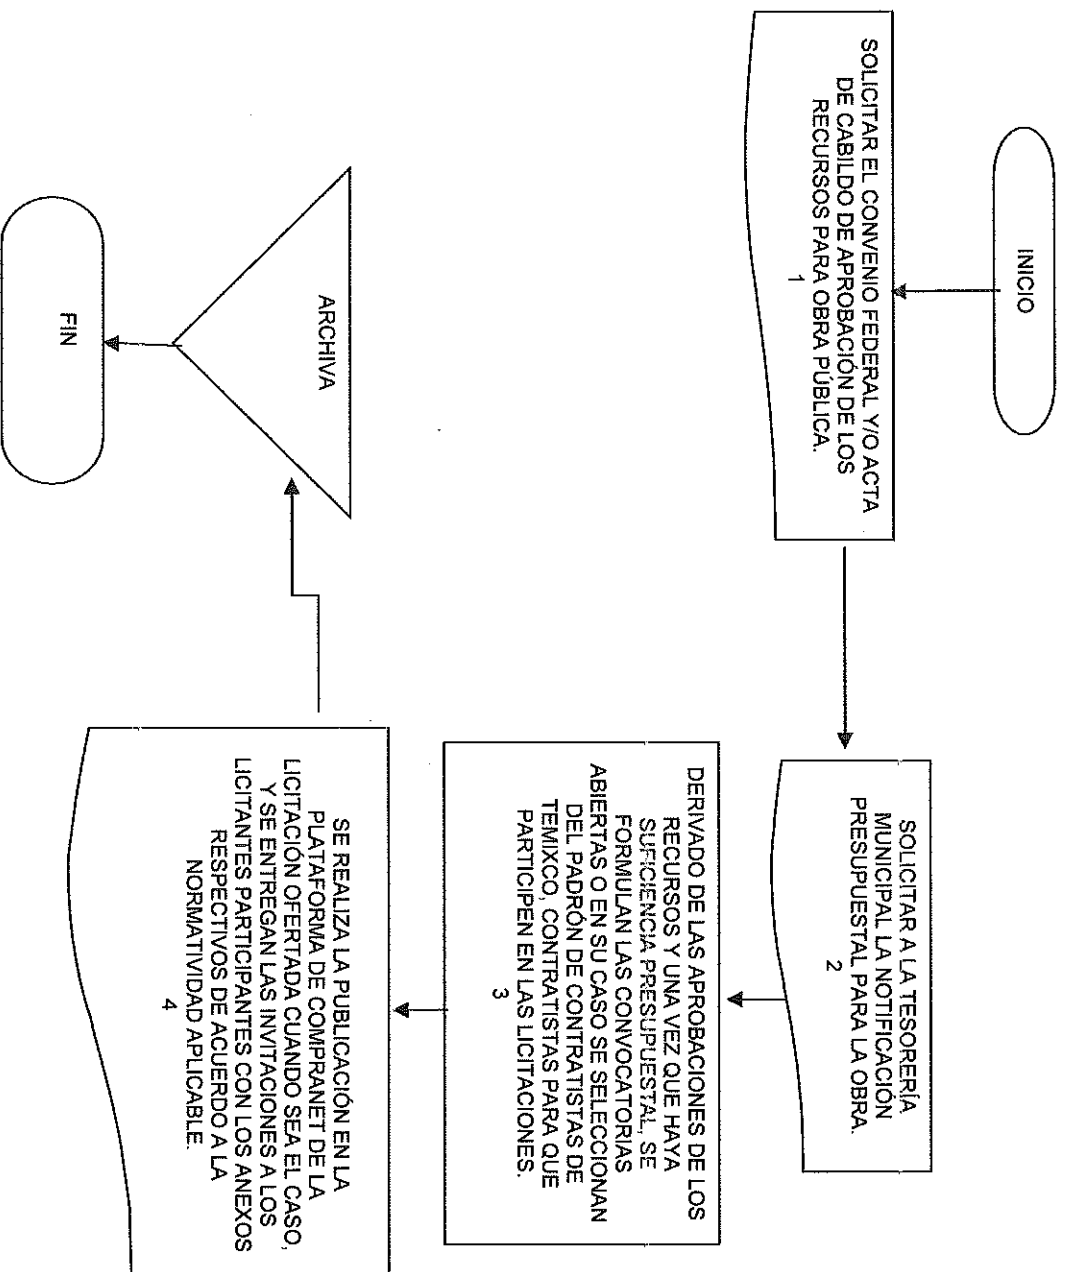 INICIO
SOLICITAR EL CONVENIO FEDERAL Y/O ACTA
DE CABILDO DE APROBACIÓN DE LOS
RECURSOS PARA OBRA PÚBLICA.
1
SOLICITAR A LA TESORERÍA
MUNICIPAL LA NOTIFICACIÓN
PRESUPUESTAL PARA LA OBRA.
2
DERIVADO DE LAS APROBACIONES DE LOS
RECURSOS Y UNA VEZ QUE HAYA
SUFICIENCIA PRESUPUESTAL, SE
FORMULAN LAS CONVOCATORIAS
ABIERTAS O EN SU CASO SE SELECCIONAN
DEL PADRÓN DE CONTRATISTAS DE
TEMIXCO, CONTRATISTAS PARA QUE
PARTICIPEN EN LAS LICITACIONES.
3
SE REALIZA LA PUBLICACIÓN EN LA
PLATAFORMA DE COMPRANET DE LA
LICITACIÓN OFERTADA CUANDO SEA EL CASO,
Y SE ENTREGAN LAS INVITACIONES A LOS
LICITANTES PARTICIPANTES CON LOS ANEXOS
RESPECTIVOS DE ACUERDO A LA
NORMATIVIDAD APLICABLE.
4
ARCHIVA
FIN